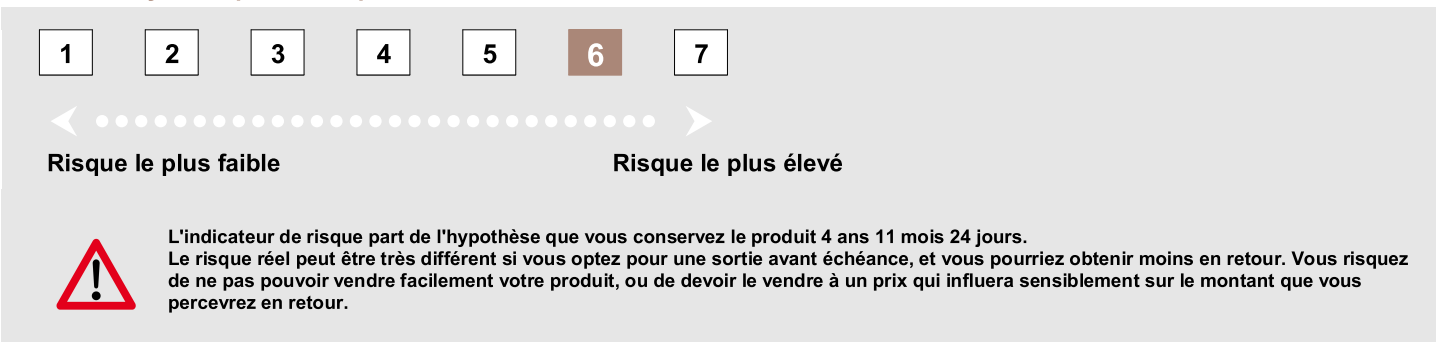 1 2 3 4 5 6 7
Risque le plus faible Risque le plus élevé
L'indicateur de risque part de l'hypothèse que vous conservez le produit 4 ans 11 mois 24 jours.
Le risque réel peut être très différent si vous optez pour une sortie avant échéance, et vous pourriez obtenir moins en retour. Vous risquez
de ne pas pouvoir vendre facilement votre produit, ou de devoir le vendre à un prix qui influera sensiblement sur le montant que vous
percevrez en retour.